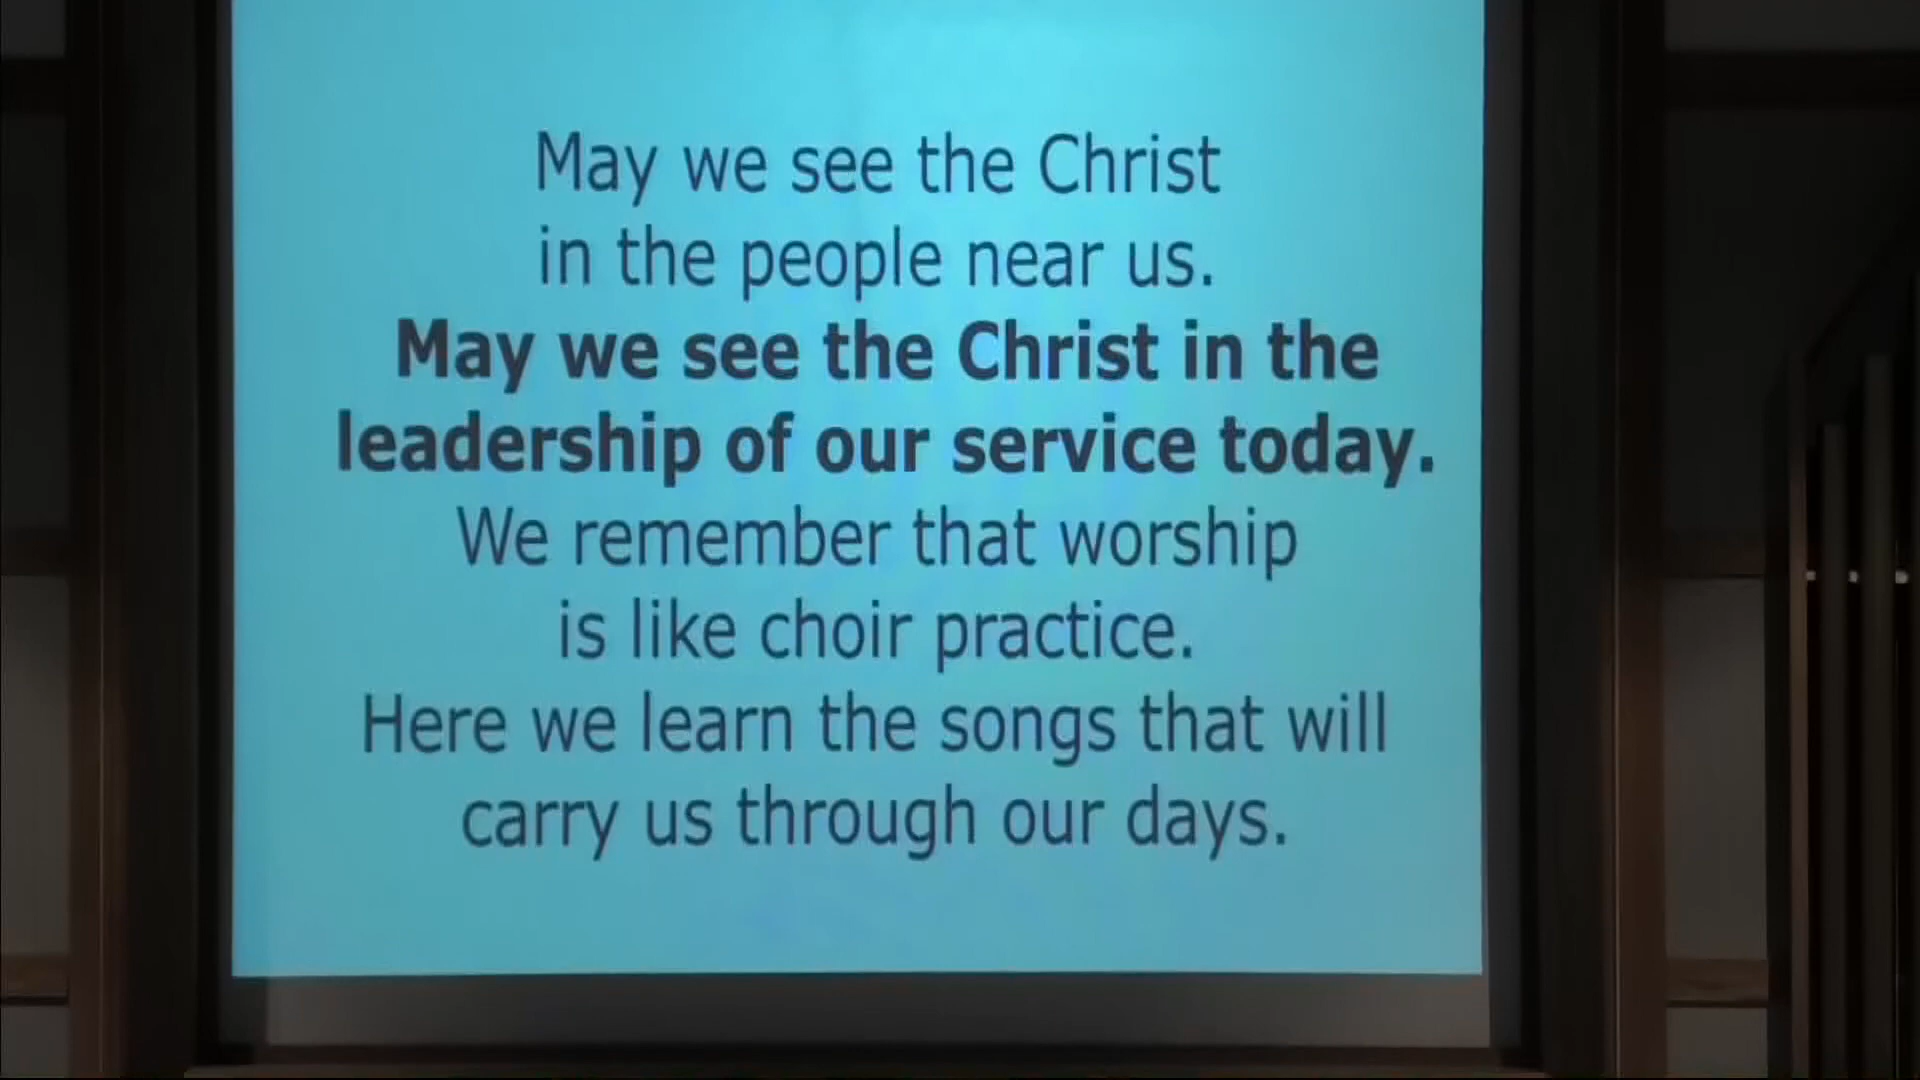 May we see the Christ
in the people near us.
May we see the Christ in the
leadership of our service today.
We remember that worship
is like choir practice.
Here we learn the songs that will
carry us through our days.